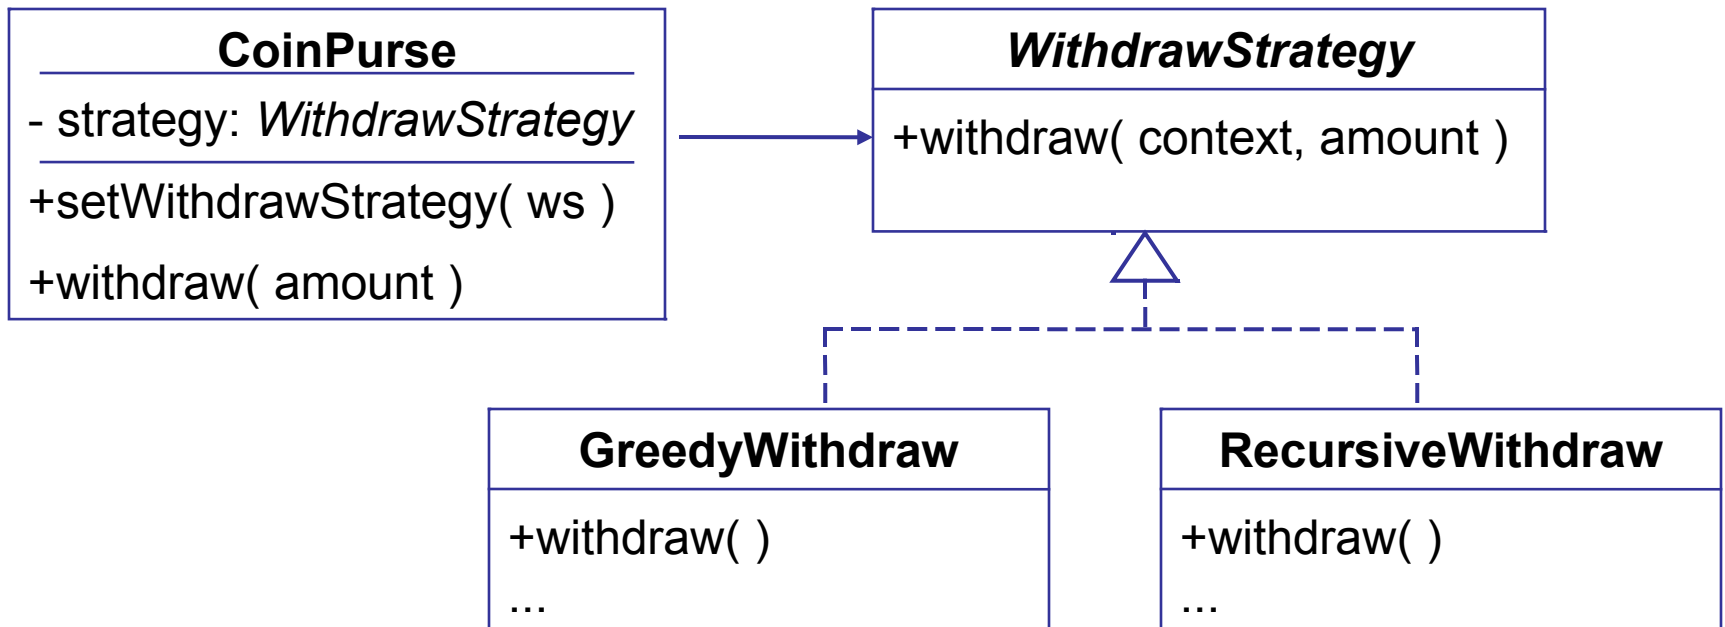 CoinPurse
- strategy: WithdrawStrategy
+setWithdrawStrategy( ws )
+withdraw( amount )
WithdrawStrategy
+withdraw( context, amount )
GreedyWithdraw
+withdraw( )
...
RecursiveWithdraw
+withdraw( )
...